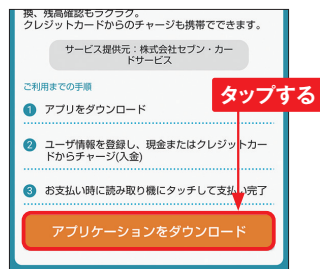 換、残高確認もラクラク。
クレジットカードからのチャージも携帯でできます。
サービス提供元：株式会社セブン・カー
ドサービス
ご利用までの手順
タップする
1 アプリをダウンロード
2 ユーザ情報を登録し、現金またはクレジットカー
ドからチャージ(入金)
3 お支払い時に読み取り機にタッチして支払い完了
アプリケーションをダウンロード